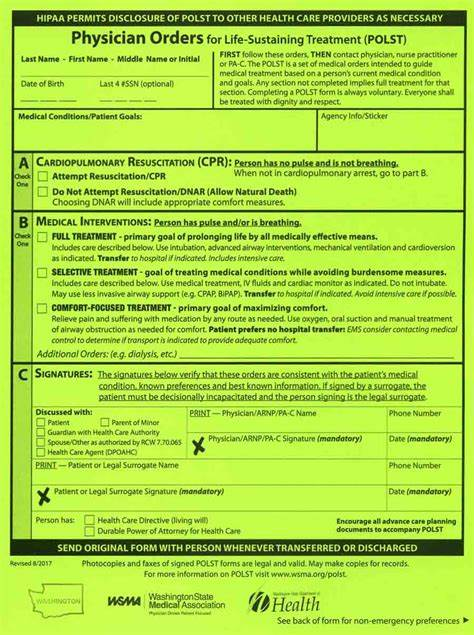 HIPAA PERMITS DISCLOSURE OF POLST TO OTHER HEALTH CARE PROVIDERS AS NECESSARY
Physician Orders for Life-Sustaining Treatment (POLST)
Last Name - First Name - Middle Name or Initial
Date of Birth Last 4 #SSN (optional)
FIRST follow these orders, THEN contact physician, nurse practitioner
or PA-C. The POLST is a set of medical orders intended to guide
medical treatment based on a person's current medical condition
and goals. Any section not completed implies full treatment for that
section. Completing a POLST form is always voluntary. Everyone shall
be treated with dignity and respect.
Medical Conditions/Patient Goals:
Agency Info/Sticker
A
Check
One
CARDIOPULMONARY RESUSCITATION (CPR): Person has no pulse and is not breathing.
Attempt Resuscitation/CPR When not in cardiopulmonary arrest, go to part B.
Do Not Attempt Resuscitation/DNAR (Allow Natural Death)
Choosing DNAR will include appropriate comfort measures.
B
Check
One
MEDICAL INTERVENTIONS: Person has pulse and/or is breathing.
FULL TREATMENT - primary goal of prolonging life by all medically effective means.
Includes care described below. Use intubation, advanced airway interventions, mechanical ventilation and cardioversion
as indicated. Transfer to hospital if indicated. Includes intensive care.
SELECTIVE TREATMENT - goal of treating medical conditions while avoiding burdensome measures.
Includes care described below. Use medical treatment, IV fluids and cardiac monitor as indicated. Do not intubate.
May use less invasive airway support (e.g. CPAP, BiPAP). Transfer to hospital if indicated. Avoid intensive care if possible.
COMFORT-FOCUSED TREATMENT - primary goal of maximizing comfort.
Relieve pain and suffering with medication by any route as needed. Use oxygen, oral suction and manual treatment
of airway obstruction as needed for comfort. Patient prefers no hospital transfer: EMS consider contacting medical
control to determine if transport is indicated to provide adequate comfort.
Additional Orders: (e.g. dialysis, etc.)
C
SIGNATURES: The signatures below verify that these orders are consistent with the patient's medical
condition, known preferences and best known information. If signed by a surrogate, the
patient must be decisionally incapacitated and the person signing is the legal surrogate.
Discussed with:
Patient Parent of Minor
Guardian with Health Care Authority
Spouse/Other as authorized by RCW 7.70.065
Health Care Agent (DPOAHC)
PRINT — Physician/ARNP/PA-C Name
Phone Number
X Physician/ARNP/PA-C Signature (mandatory)
Date (mandatory)
PRINT — Patient or Legal Surrogate Name
Phone Number
X Patient or Legal Surrogate Signature (mandatory)
Date (mandatory)
Person has: Health Care Directive (living will)
Durable Power of Attorney for Health Care
Encourage all advance care planning
documents to accompany POLST
SEND ORIGINAL FORM WITH PERSON WHENEVER TRANSFERRED OR DISCHARGED
Revised 8/2017
Photocopies and faxes of signed POLST forms are legal and valid. May make copies for records.
For more information on POLST visit www.wsma.org/polst.
WASHINGTON
WSMA
Washington State
Medical Association
Physician Driven Patient Focused
Washington State Department of
Health
See back of form for non-emergency preferences